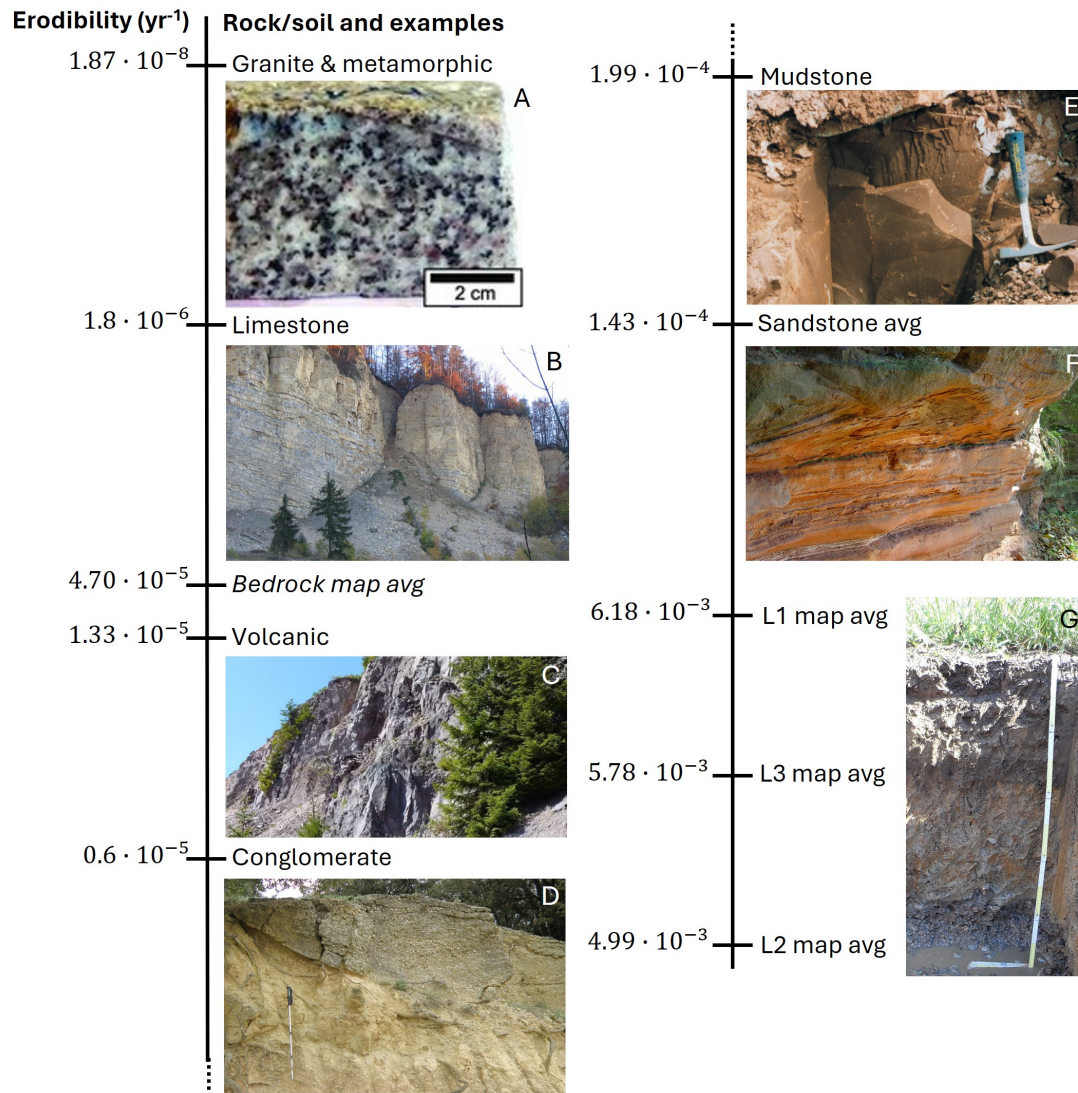 Erodibility (yr⁻¹) Rock/soil and examples
1.87 · 10⁻⁸ Granite & metamorphic
A
2 cm
1.8 · 10⁻⁶ Limestone
B
4.70 · 10⁻⁵ Bedrock map avg
1.33 · 10⁻⁵ Volcanic
C
0.6 · 10⁻⁵ Conglomerate
D
1.99 · 10⁻⁴ Mudstone
E
1.43 · 10⁻⁴ Sandstone avg
F
6.18 · 10⁻³ L1 map avg
G
5.78 · 10⁻³ L3 map avg
4.99 · 10⁻³ L2 map avg